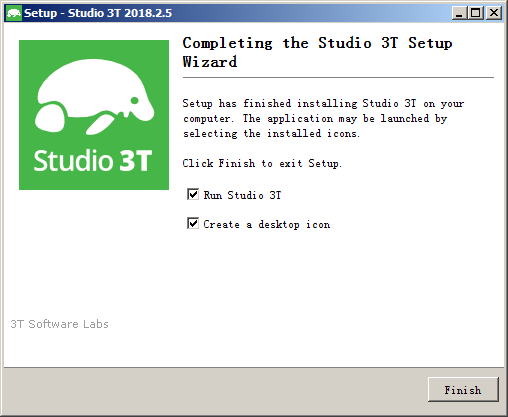 Setup - Studio 3T 2018.2.5
Completing the Studio 3T Setup
Wizard
Studio 3T
Setup has finished installing Studio 3T on your
computer. The application may be launched by
selecting the installed icons.
Click Finish to exit Setup.
Run Studio 3T
Create a desktop icon
3T Software Labs
Finish